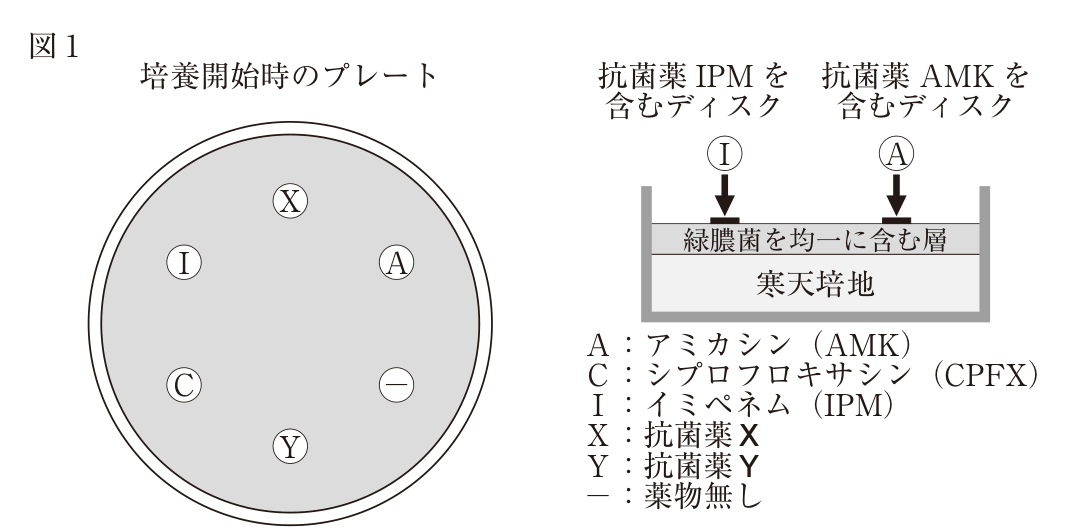 図1
培養開始時のプレート
X
I
A
C
－
Y
抗菌薬 IPM を
含むディスク
抗菌薬 AMK を
含むディスク
I
A
緑膿菌を均一に含む層
寒天培地
A：アミカシン（AMK）
C：シプロフロキサシン（CPFX）
I：イミペネム（IPM）
X：抗菌薬X
Y：抗菌薬Y
－：薬物無し